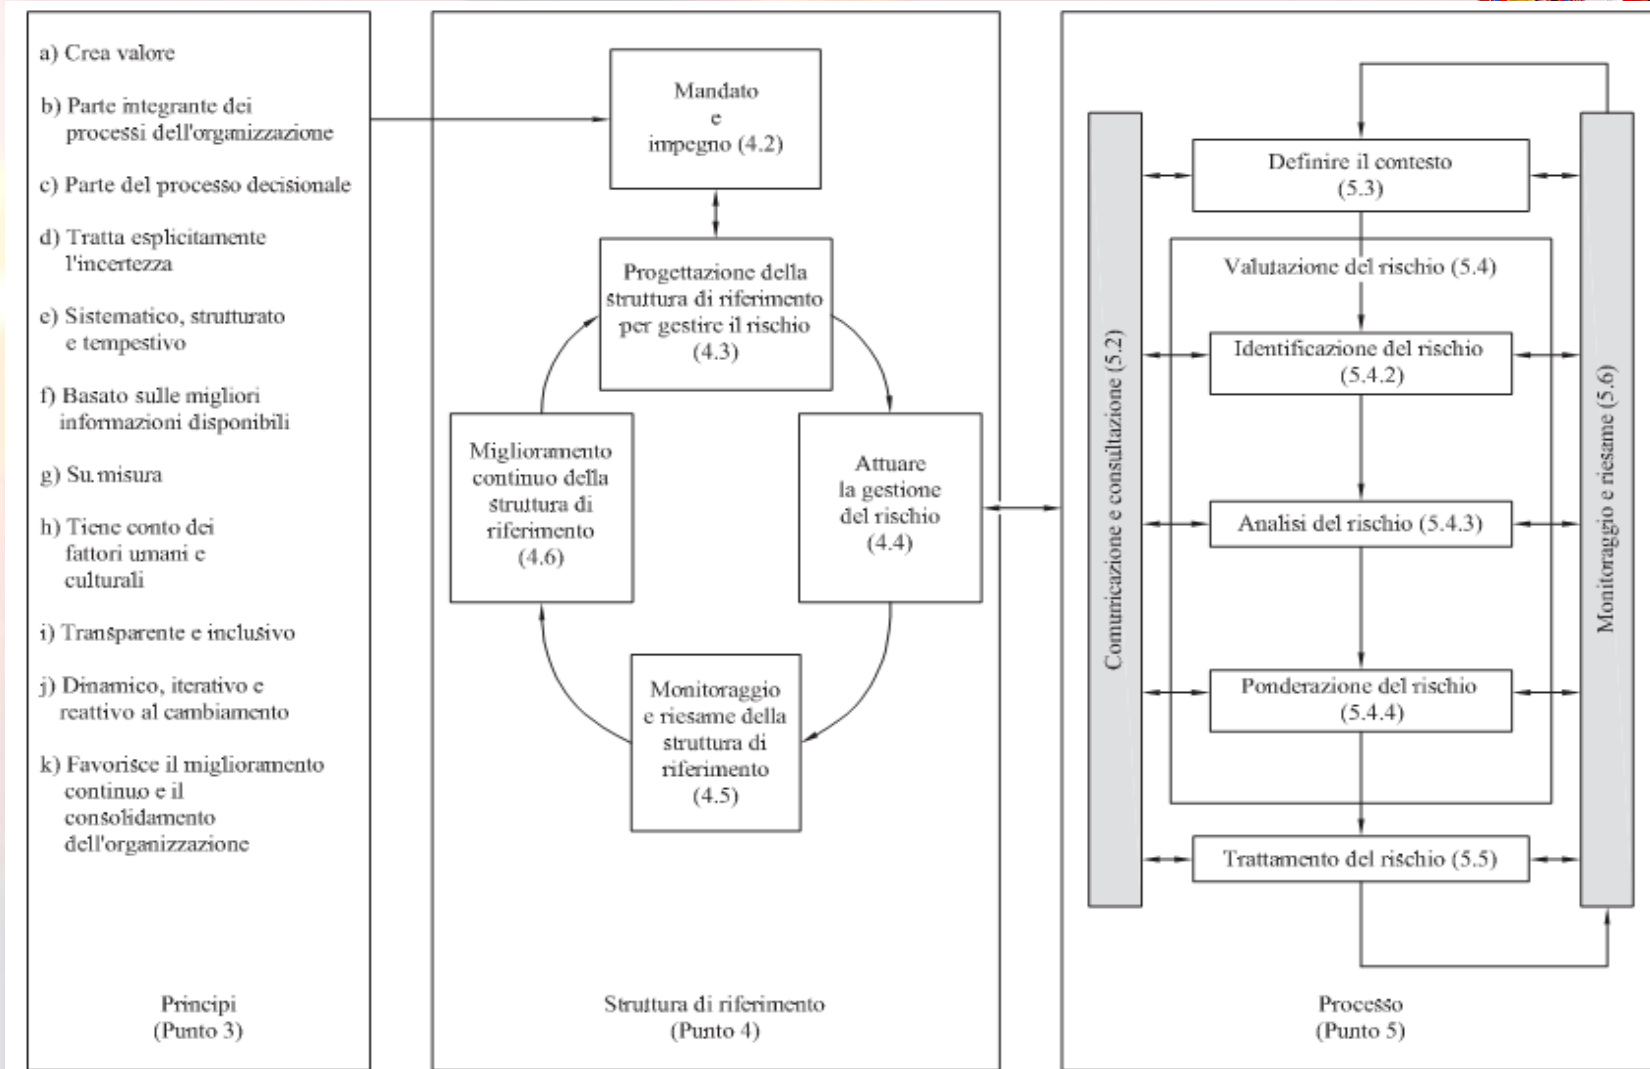 a) Crea valore
b) Parte integrante dei
processi dell'organizzazione
c) Parte del processo decisionale
d) Tratta esplicitamente
l'incertezza
e) Sistematico, strutturato
e tempestivo
f) Basato sulle migliori
informazioni disponibili
g) Su misura
h) Tiene conto dei
fattori umani e
culturali
i) Transparente e inclusivo
j) Dinamico, iterativo e
reattivo al cambiamento
k) Favorisce il miglioramento
continuo e il
consolidamento
dell'organizzazione
Principi
(Punto 3)
Mandato
e
impegno (4.2)
Progettazione della
struttura di riferimento
per gestire il rischio
(4.3)
Miglioramento
continuo della
struttura di
riferimento
(4.6)
Attuare
la gestione
del rischio
(4.4)
Monitoraggio
e riesame della
struttura di
riferimento
(4.5)
Struttura di riferimento
(Punto 4)
Comunicazione e consultazione (5.2)
Definire il contesto
(5.3)
Valutazione del rischio (5.4)
Identificazione del rischio
(5.4.2)
Analisi del rischio (5.4.3)
Ponderazione del rischio
(5.4.4)
Trattamento del rischio (5.5)
Monitoraggio e riesame (5.6)
Processo
(Punto 5)